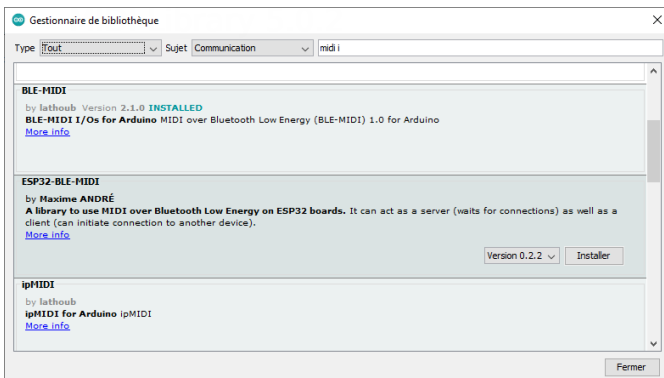 Gestionnaire de bibliothèque
Type Tout Sujet Communication midi i
BLE-MIDI
by lathoub Version 2.1.0 INSTALLED
BLE-MIDI I/Os for Arduino MIDI over Bluetooth Low Energy (BLE-MIDI) 1.0 for Arduino
More info
ESP32-BLE-MIDI
by Maxime ANDRÉ
A library to use MIDI over Bluetooth Low Energy on ESP32 boards. It can act as a server (waits for connections) as well as a
client (can initiate connection to another device).
More info
Version 0.2.2 Installer
ipMIDI
by lathoub
ipMIDI for Arduino ipMIDI
More info
Fermer